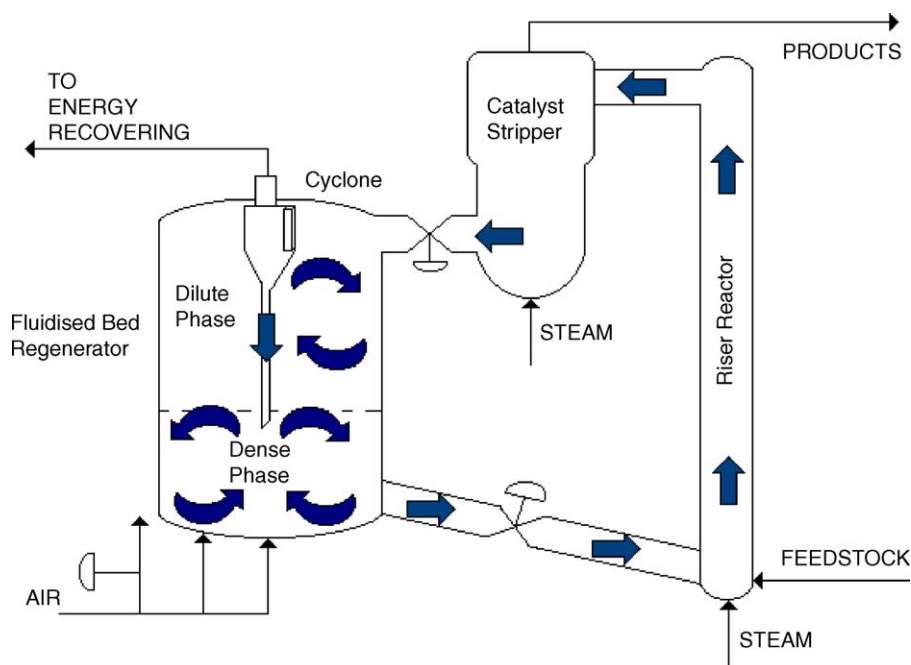 PRODUCTS
TO
ENERGY
RECOVERING
Catalyst
Stripper
Cyclone
Dilute
Phase
Fluidised Bed
Regenerator
STEAM
Riser Reactor
Dense
Phase
FEEDSTOCK
AIR
STEAM